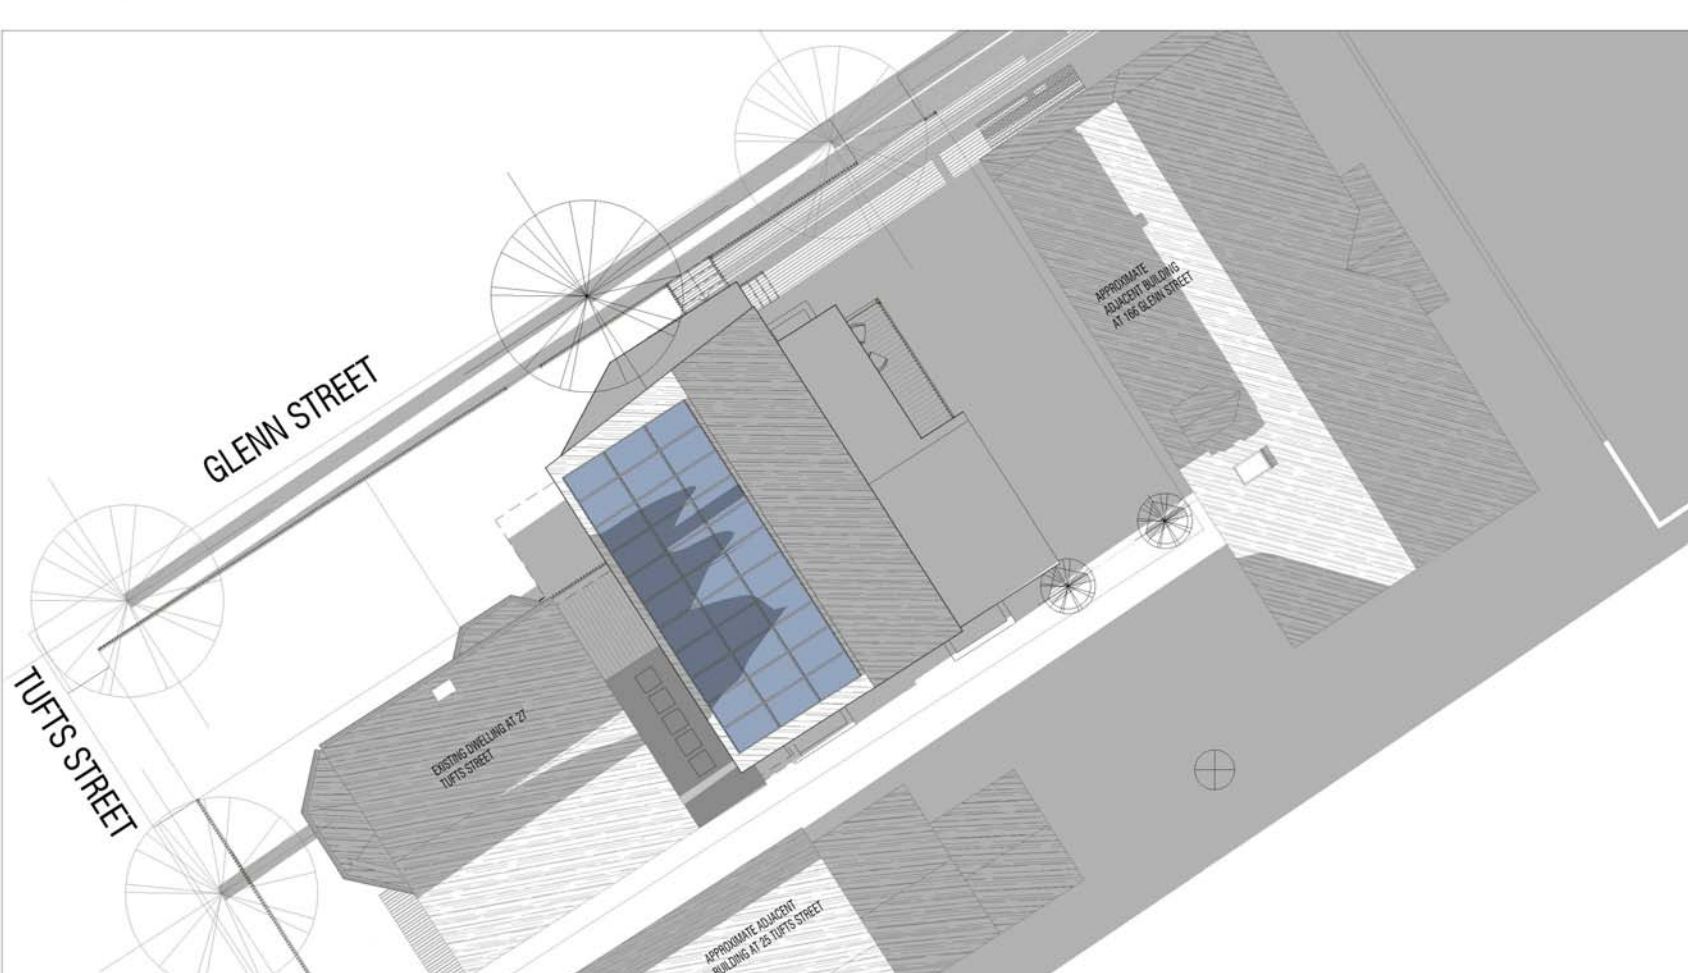 GLENN STREET
TUFTS STREET
APPROXIMATE
ADJACENT BUILDING
AT 166 GLENN STREET
EXISTING DWELLING AT 27
TUFTS STREET
APPROXIMATE ADJACENT
BUILDING AT 25 TUFTS STREET